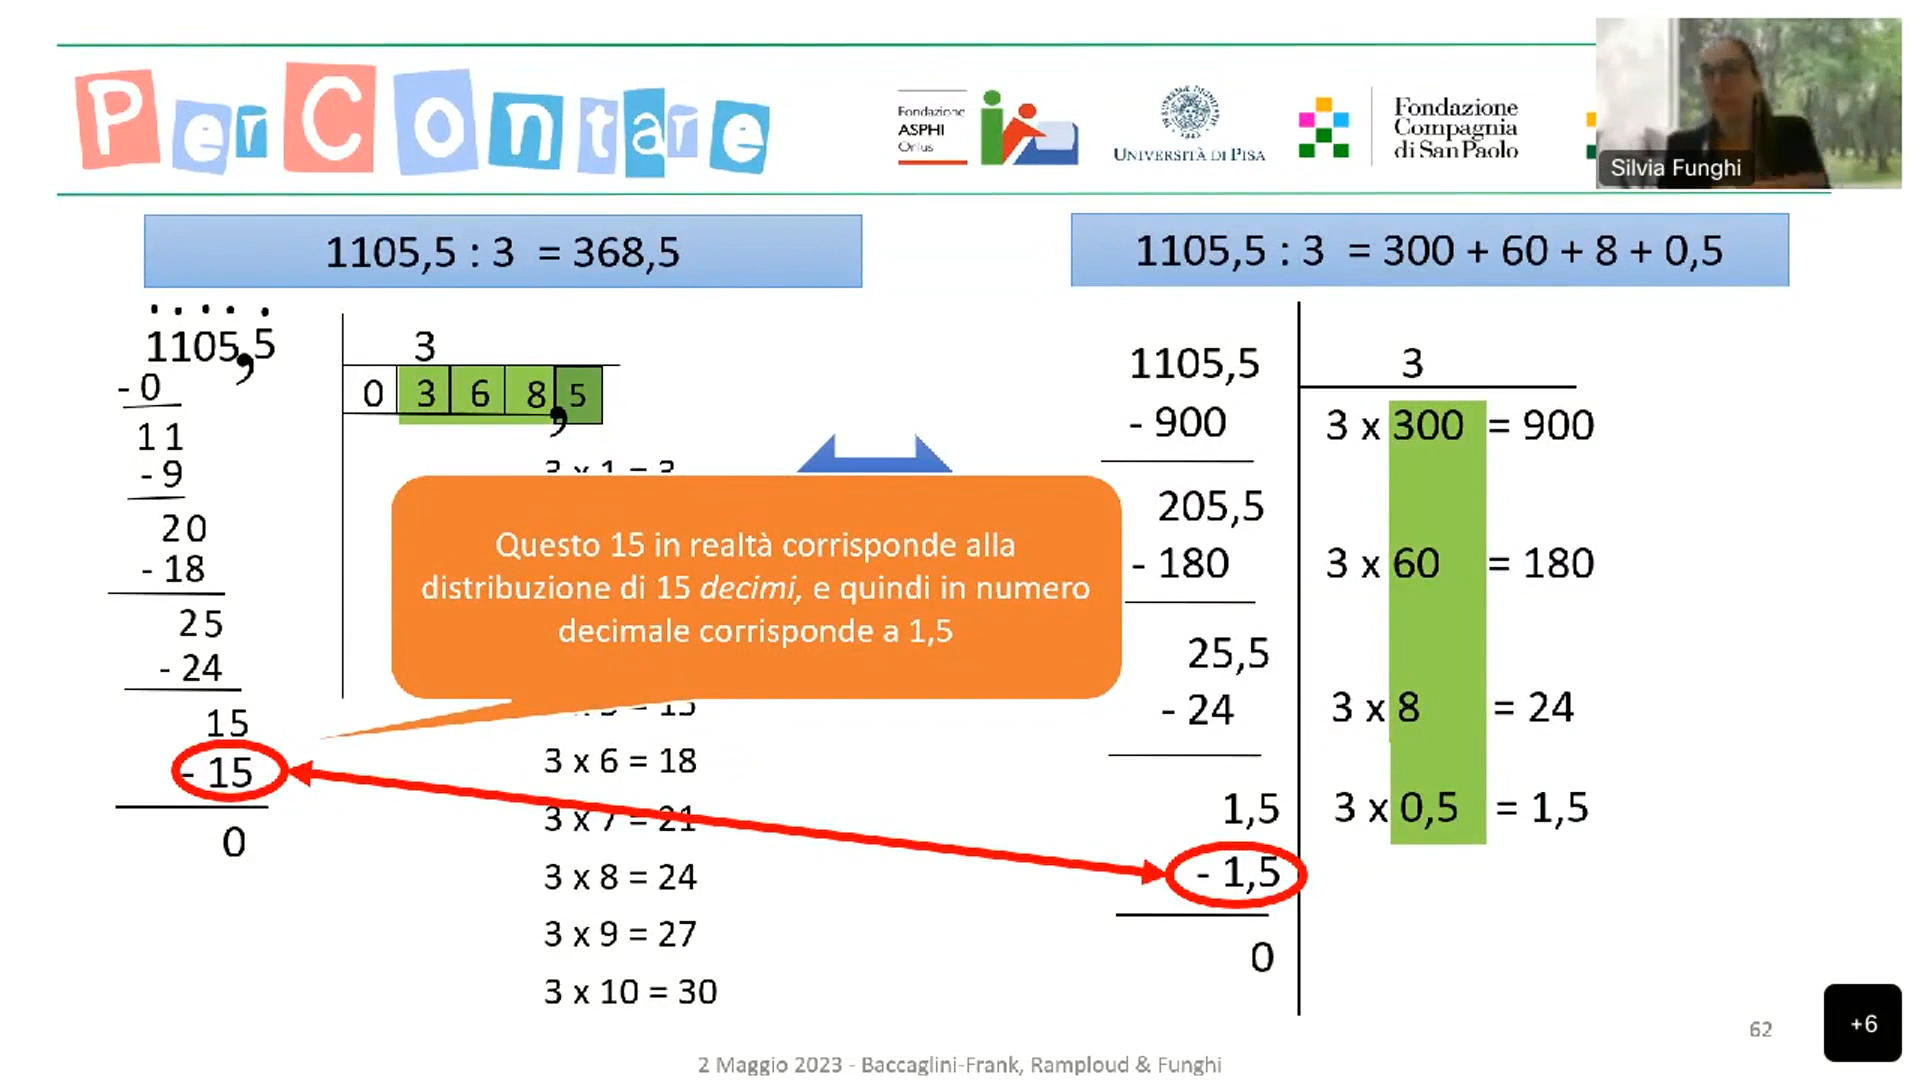 PerContare
Fondazione
ASPHI
Onlus
UNIVERSITÀ DI PISA
Fondazione
Compagnia
di San Paolo
Silvia Funghi
1105,5 : 3 = 368,5
1105,5 : 3 = 300 + 60 + 8 + 0,5
1105,5
3
- 0
0 3 6 8,5
11
- 9
20
- 18
25
- 24
15
- 15
0
3 x 1 = 3
Questo 15 in realtà corrisponde alla
distribuzione di 15 decimi, e quindi in numero
decimale corrisponde a 1,5
3 x 6 = 18
3 x 7 = 21
3 x 8 = 24
3 x 9 = 27
3 x 10 = 30
1105,5
3
- 900
3 x 300 = 900
205,5
- 180
3 x 60 = 180
25,5
- 24
3 x 8 = 24
1,5
3 x 0,5 = 1,5
- 1,5
0
62
+6
2 Maggio 2023 - Baccaglini-Frank, Ramploud & Funghi